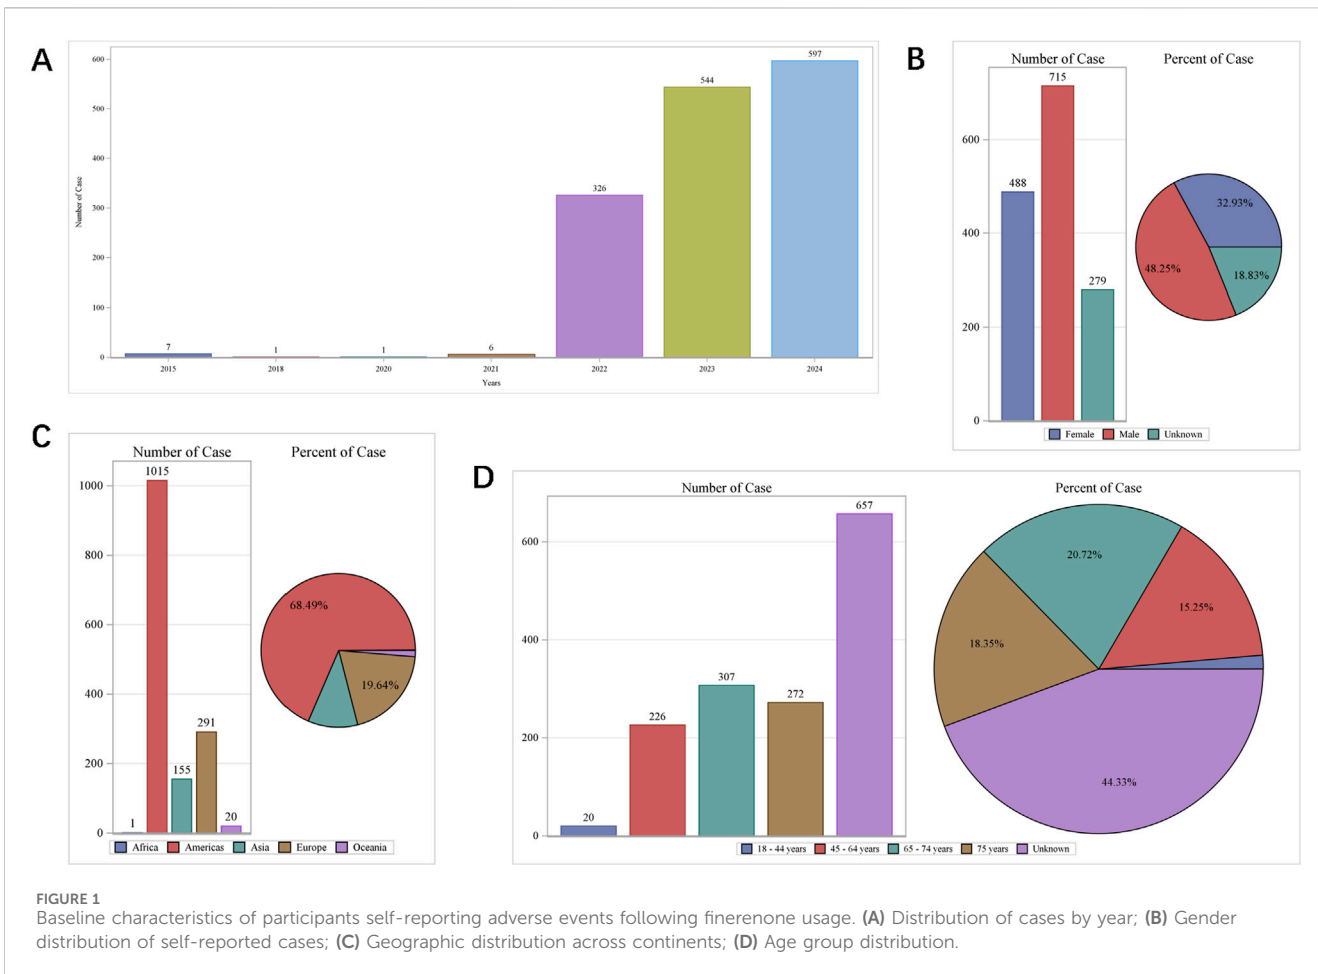 A
600
500
400
300
200
100
0
Number of Case
7
1
1
6
326
544
597
2015
2018
2020
2021
2022
2023
2024
Years
B
Number of Case
Percent of Case
600
400
200
0
488
715
279
32.93%
48.25%
18.83%
Female
Male
Unknown
C
Number of Case
Percent of Case
1000
800
600
400
200
0
1
1015
155
291
20
68.49%
19.64%
Africa
Americas
Asia
Europe
Oceania
D
Number of Case
Percent of Case
600
400
200
0
20
226
307
272
657
20.72%
15.25%
18.35%
44.33%
18 - 44 years
45 - 64 years
65 - 74 years
75 years
Unknown
FIGURE 1
Baseline characteristics of participants self-reporting adverse events following finerenone usage. (A) Distribution of cases by year; (B) Gender
distribution of self-reported cases; (C) Geographic distribution across continents; (D) Age group distribution.